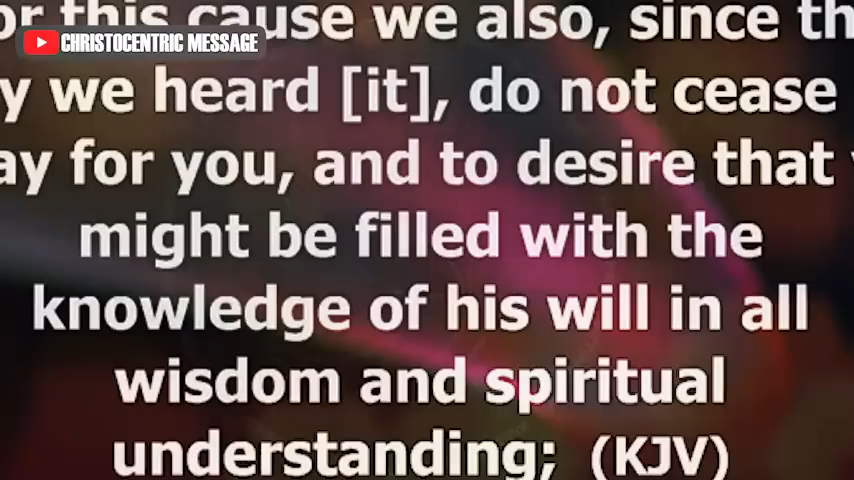 or this cause we also, since th
CHRISTOCENTRIC MESSAGE
y we heard [it], do not cease
ay for you, and to desire that
might be filled with the
knowledge of his will in all
wisdom and spiritual
understanding; (KJV)